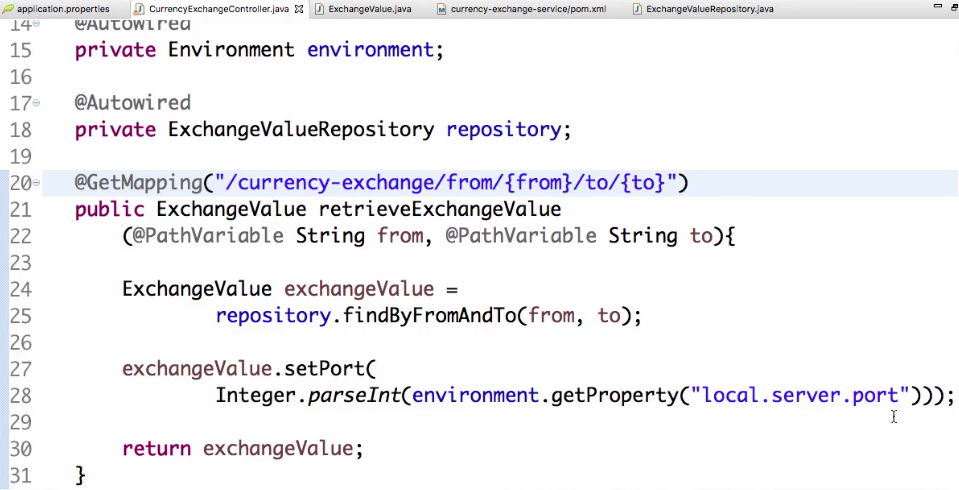 application.properties CurrencyExchangeController.java ExchangeValue.java currency-exchange-service/pom.xml ExchangeValueRepository.java
14 @Autowired
15 private Environment environment;
16
17 @Autowired
18 private ExchangeValueRepository repository;
19
20 @GetMapping("/currency-exchange/from/{from}/to/{to}")
21 public ExchangeValue retrieveExchangeValue
22 (@PathVariable String from, @PathVariable String to){
23
24 ExchangeValue exchangeValue =
25 repository.findByFromAndTo(from, to);
26
27 exchangeValue.setPort(
28 Integer.parseInt(environment.getProperty("local.server.port")));
29
30 return exchangeValue;
31 }